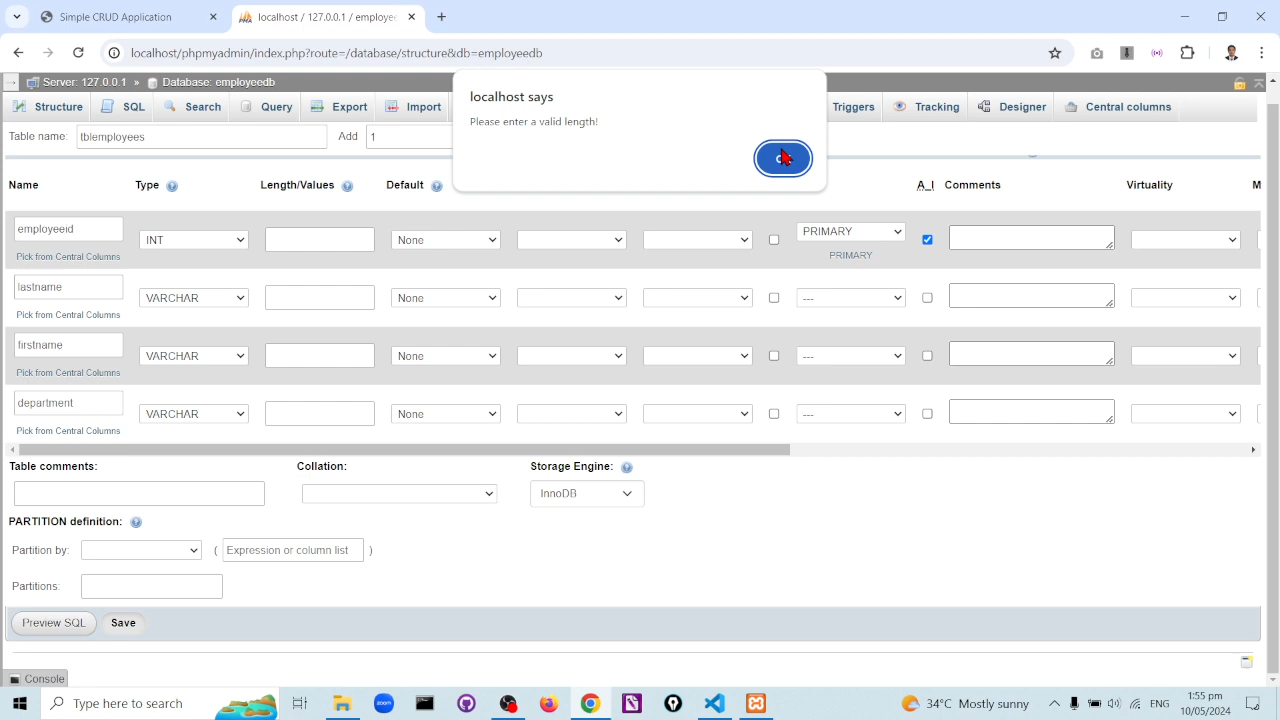 Simple CRUD Application
localhost / 127.0.0.1 / employe
localhost/phpmyadmin/index.php?route=/database/structure&db=employeedb
Server: 127.0.0.1 » Database: employeedb
localhost says
Please enter a valid length!
Structure SQL Search Query Export Import Triggers Tracking Designer Central columns
Table name: tblemployees Add 1
Name Type Length/Values Default A_I Comments Virtuality M
employeeid INT None PRIMARY
Pick from Central Columns PRIMARY
lastname VARCHAR None ---
Pick from Central Columns
firstname VARCHAR None ---
Pick from Central Columns
department VARCHAR None ---
Pick from Central Columns
Table comments: Collation: Storage Engine:
InnoDB
PARTITION definition:
Partition by: ( Expression or column list )
Partitions:
Preview SQL Save
Console
Type here to search zoom 34°C Mostly sunny ENG 1:55 pm
10/05/2024